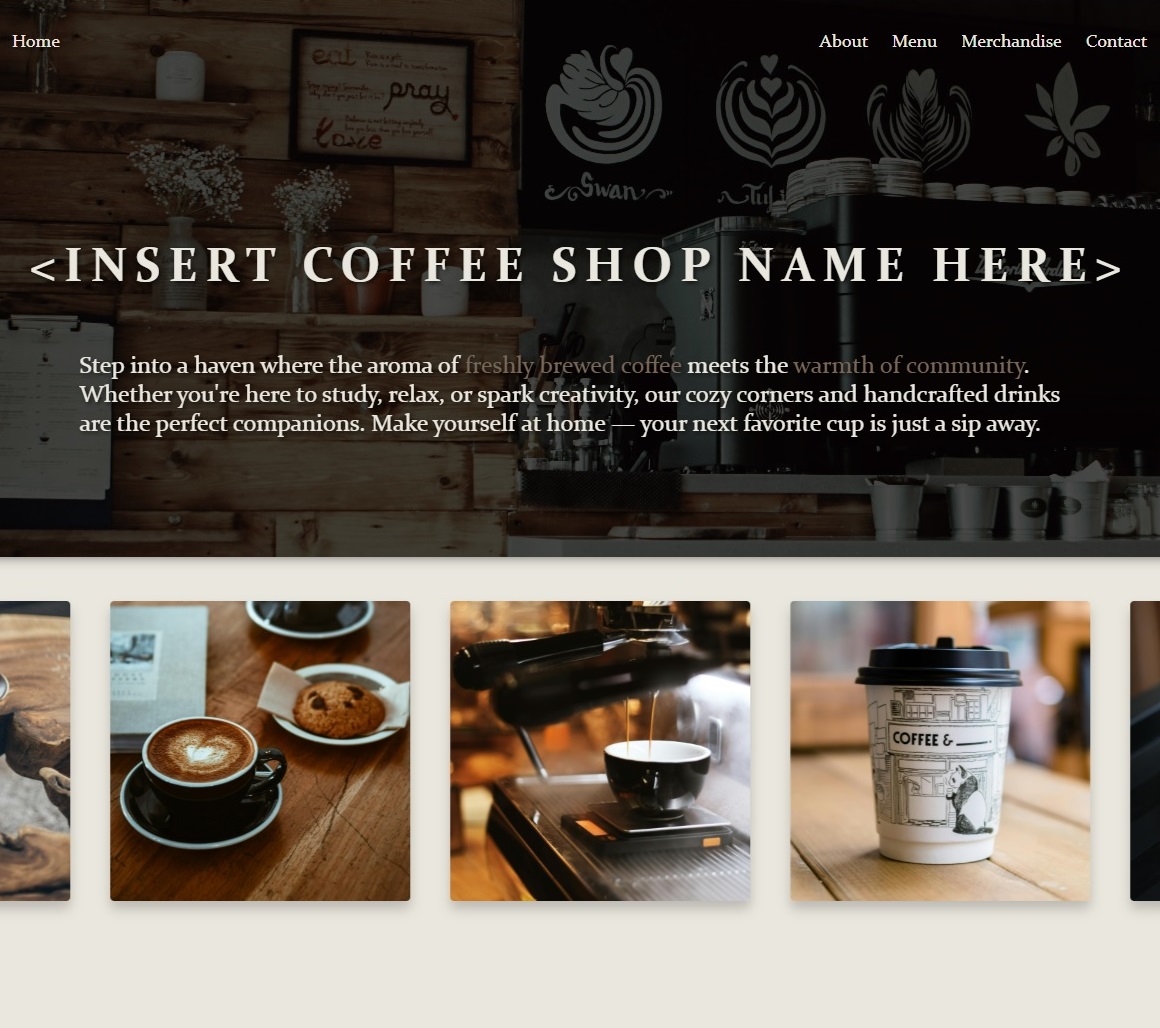 Home
About Menu Merchandise Contact
eat
pray
love
Swan
<INSERT COFFEE SHOP NAME HERE>
Step into a haven where the aroma of freshly brewed coffee meets the warmth of community.
Whether you're here to study, relax, or spark creativity, our cozy corners and handcrafted drinks
are the perfect companions. Make yourself at home — your next favorite cup is just a sip away.
COFFEE &